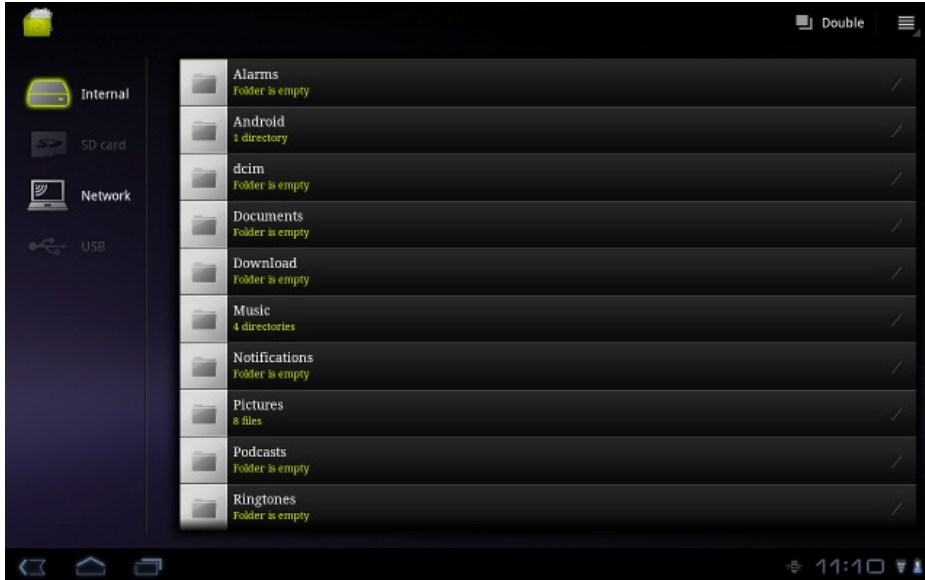 Double
Internal
SD card
Network
USB
Alarms
Folder is empty
Android
1 directory
dcim
Folder is empty
Documents
Folder is empty
Download
Folder is empty
Music
4 directories
Notifications
Folder is empty
Pictures
8 files
Podcasts
Folder is empty
Ringtones
Folder is empty
11:10